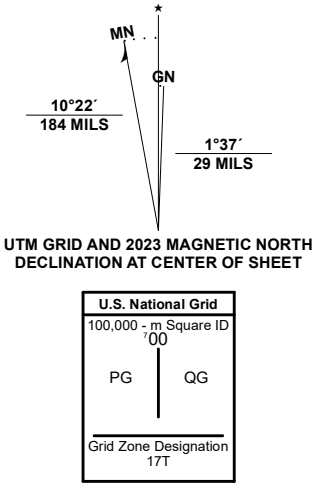 MN
GN
10°22´
184 MILS
1°37´
29 MILS
UTM GRID AND 2023 MAGNETIC NORTH
DECLINATION AT CENTER OF SHEET
U.S. National Grid
100,000 - m Square ID
⁷00
PG QG
Grid Zone Designation
17T